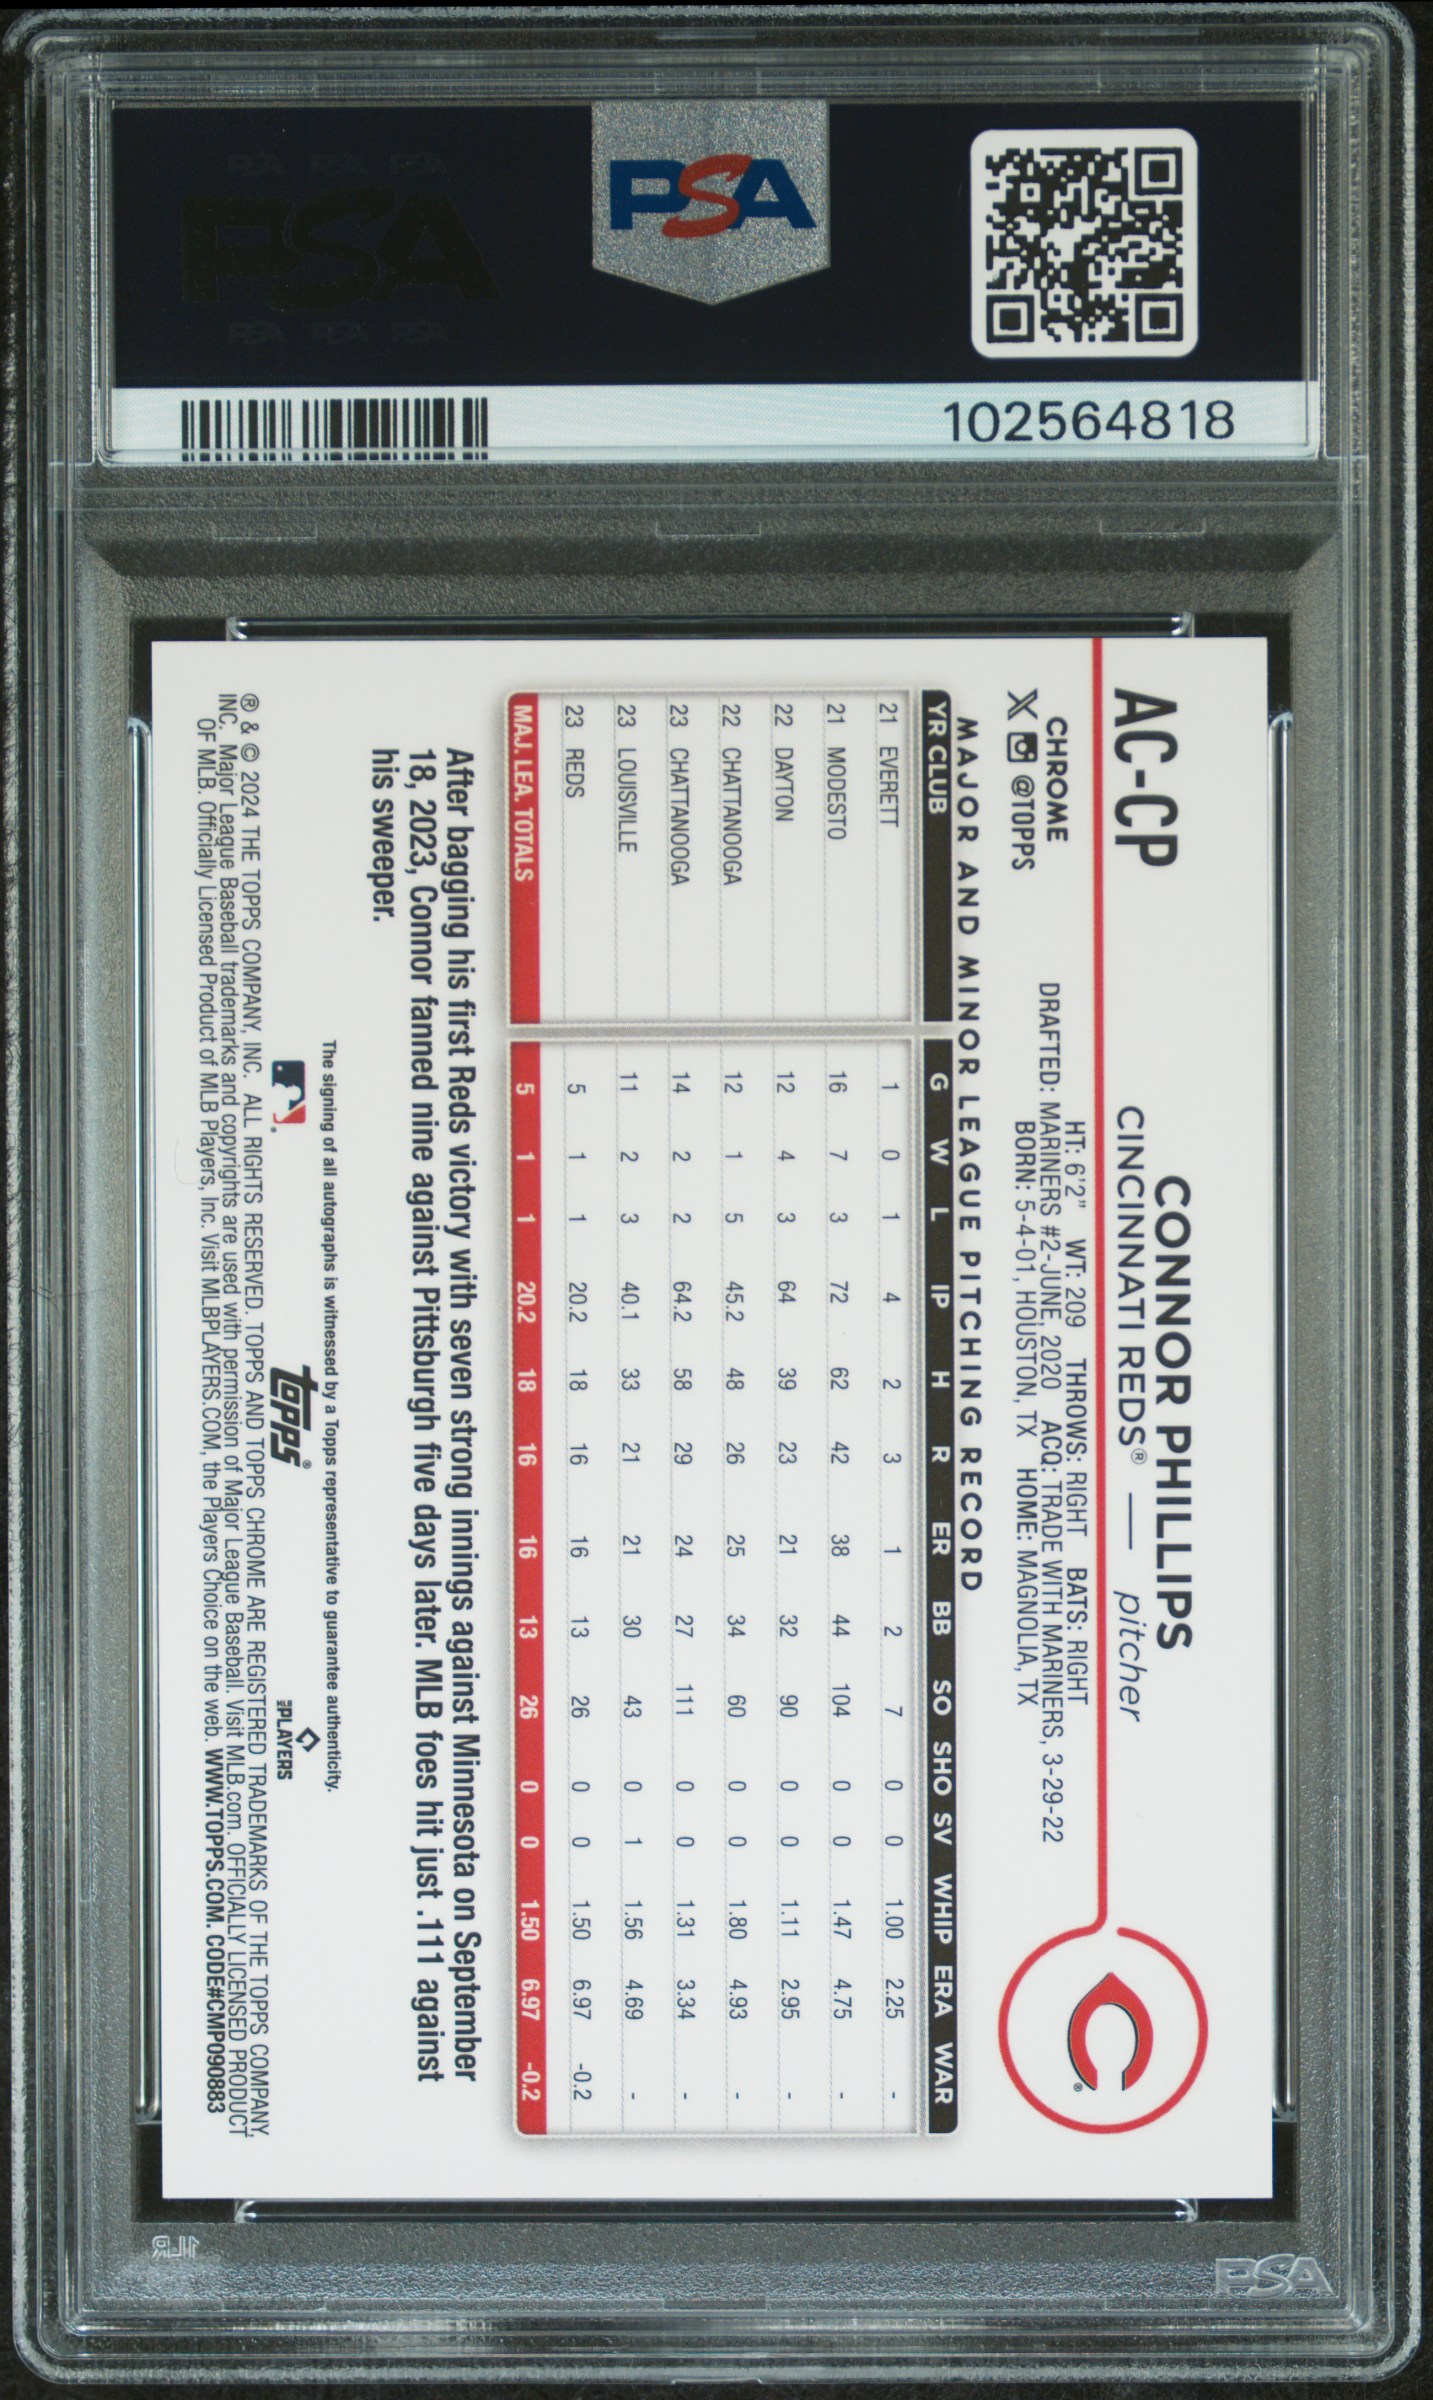 PSA PSA PSA
PSA
PSA PSA PSA
PSA
102564818
AC-CP
CONNOR PHILLIPS
CINCINNATI REDS® — pitcher
CHROME
@TOPPS
HT: 6'2" WT: 209 THROWS: RIGHT BATS: RIGHT
DRAFTED: MARINERS #2-JUNE, 2020 ACQ: TRADE WITH MARINERS, 3-29-22
BORN: 5-4-01, HOUSTON, TX HOME: MAGNOLIA, TX
MAJOR AND MINOR LEAGUE PITCHING RECORD
YR CLUB G W L IP H R ER BB SO SHO SV WHIP ERA WAR
21 EVERETT 1 0 1 4 2 3 1 2 7 0 0 1.00 2.25 -
21 MODESTO 16 7 3 72 62 42 38 44 104 0 0 1.47 4.75 -
22 DAYTON 12 4 3 64 39 23 21 32 90 0 0 1.11 2.95 -
22 CHATTANOOGA 12 1 5 45.2 48 26 25 34 60 0 0 1.80 4.93 -
23 CHATTANOOGA 14 2 2 64.2 58 29 24 27 111 0 0 1.31 3.34 -
23 LOUISVILLE 11 2 3 40.1 33 21 21 30 43 0 1 1.56 4.69 -
23 REDS 5 1 1 20.2 18 16 16 13 26 0 0 1.50 6.97 -0.2
MAJ. LEA. TOTALS 5 1 1 20.2 18 16 16 13 26 0 0 1.50 6.97 -0.2
After bagging his first Reds victory with seven strong innings against Minnesota on September
18, 2023, Connor fanned nine against Pittsburgh five days later. MLB foes hit just .111 against
his sweeper.
The signing of all autographs is witnessed by a Topps representative to guarantee authenticity.
topps®
PLAYERS
® & © 2024 THE TOPPS COMPANY, INC. ALL RIGHTS RESERVED. TOPPS AND TOPPS CHROME ARE REGISTERED TRADEMARKS OF THE TOPPS COMPANY,
INC. Major League Baseball trademarks and copyrights are used with permission of Major League Baseball. Visit MLB.com. OFFICIALLY LICENSED PRODUCT
OF MLB. Officially Licensed Product of MLB Players, Inc. Visit MLBPLAYERS.COM, the Players Choice on the web. WWW.TOPPS.COM. CODE#CMP090883
PSA